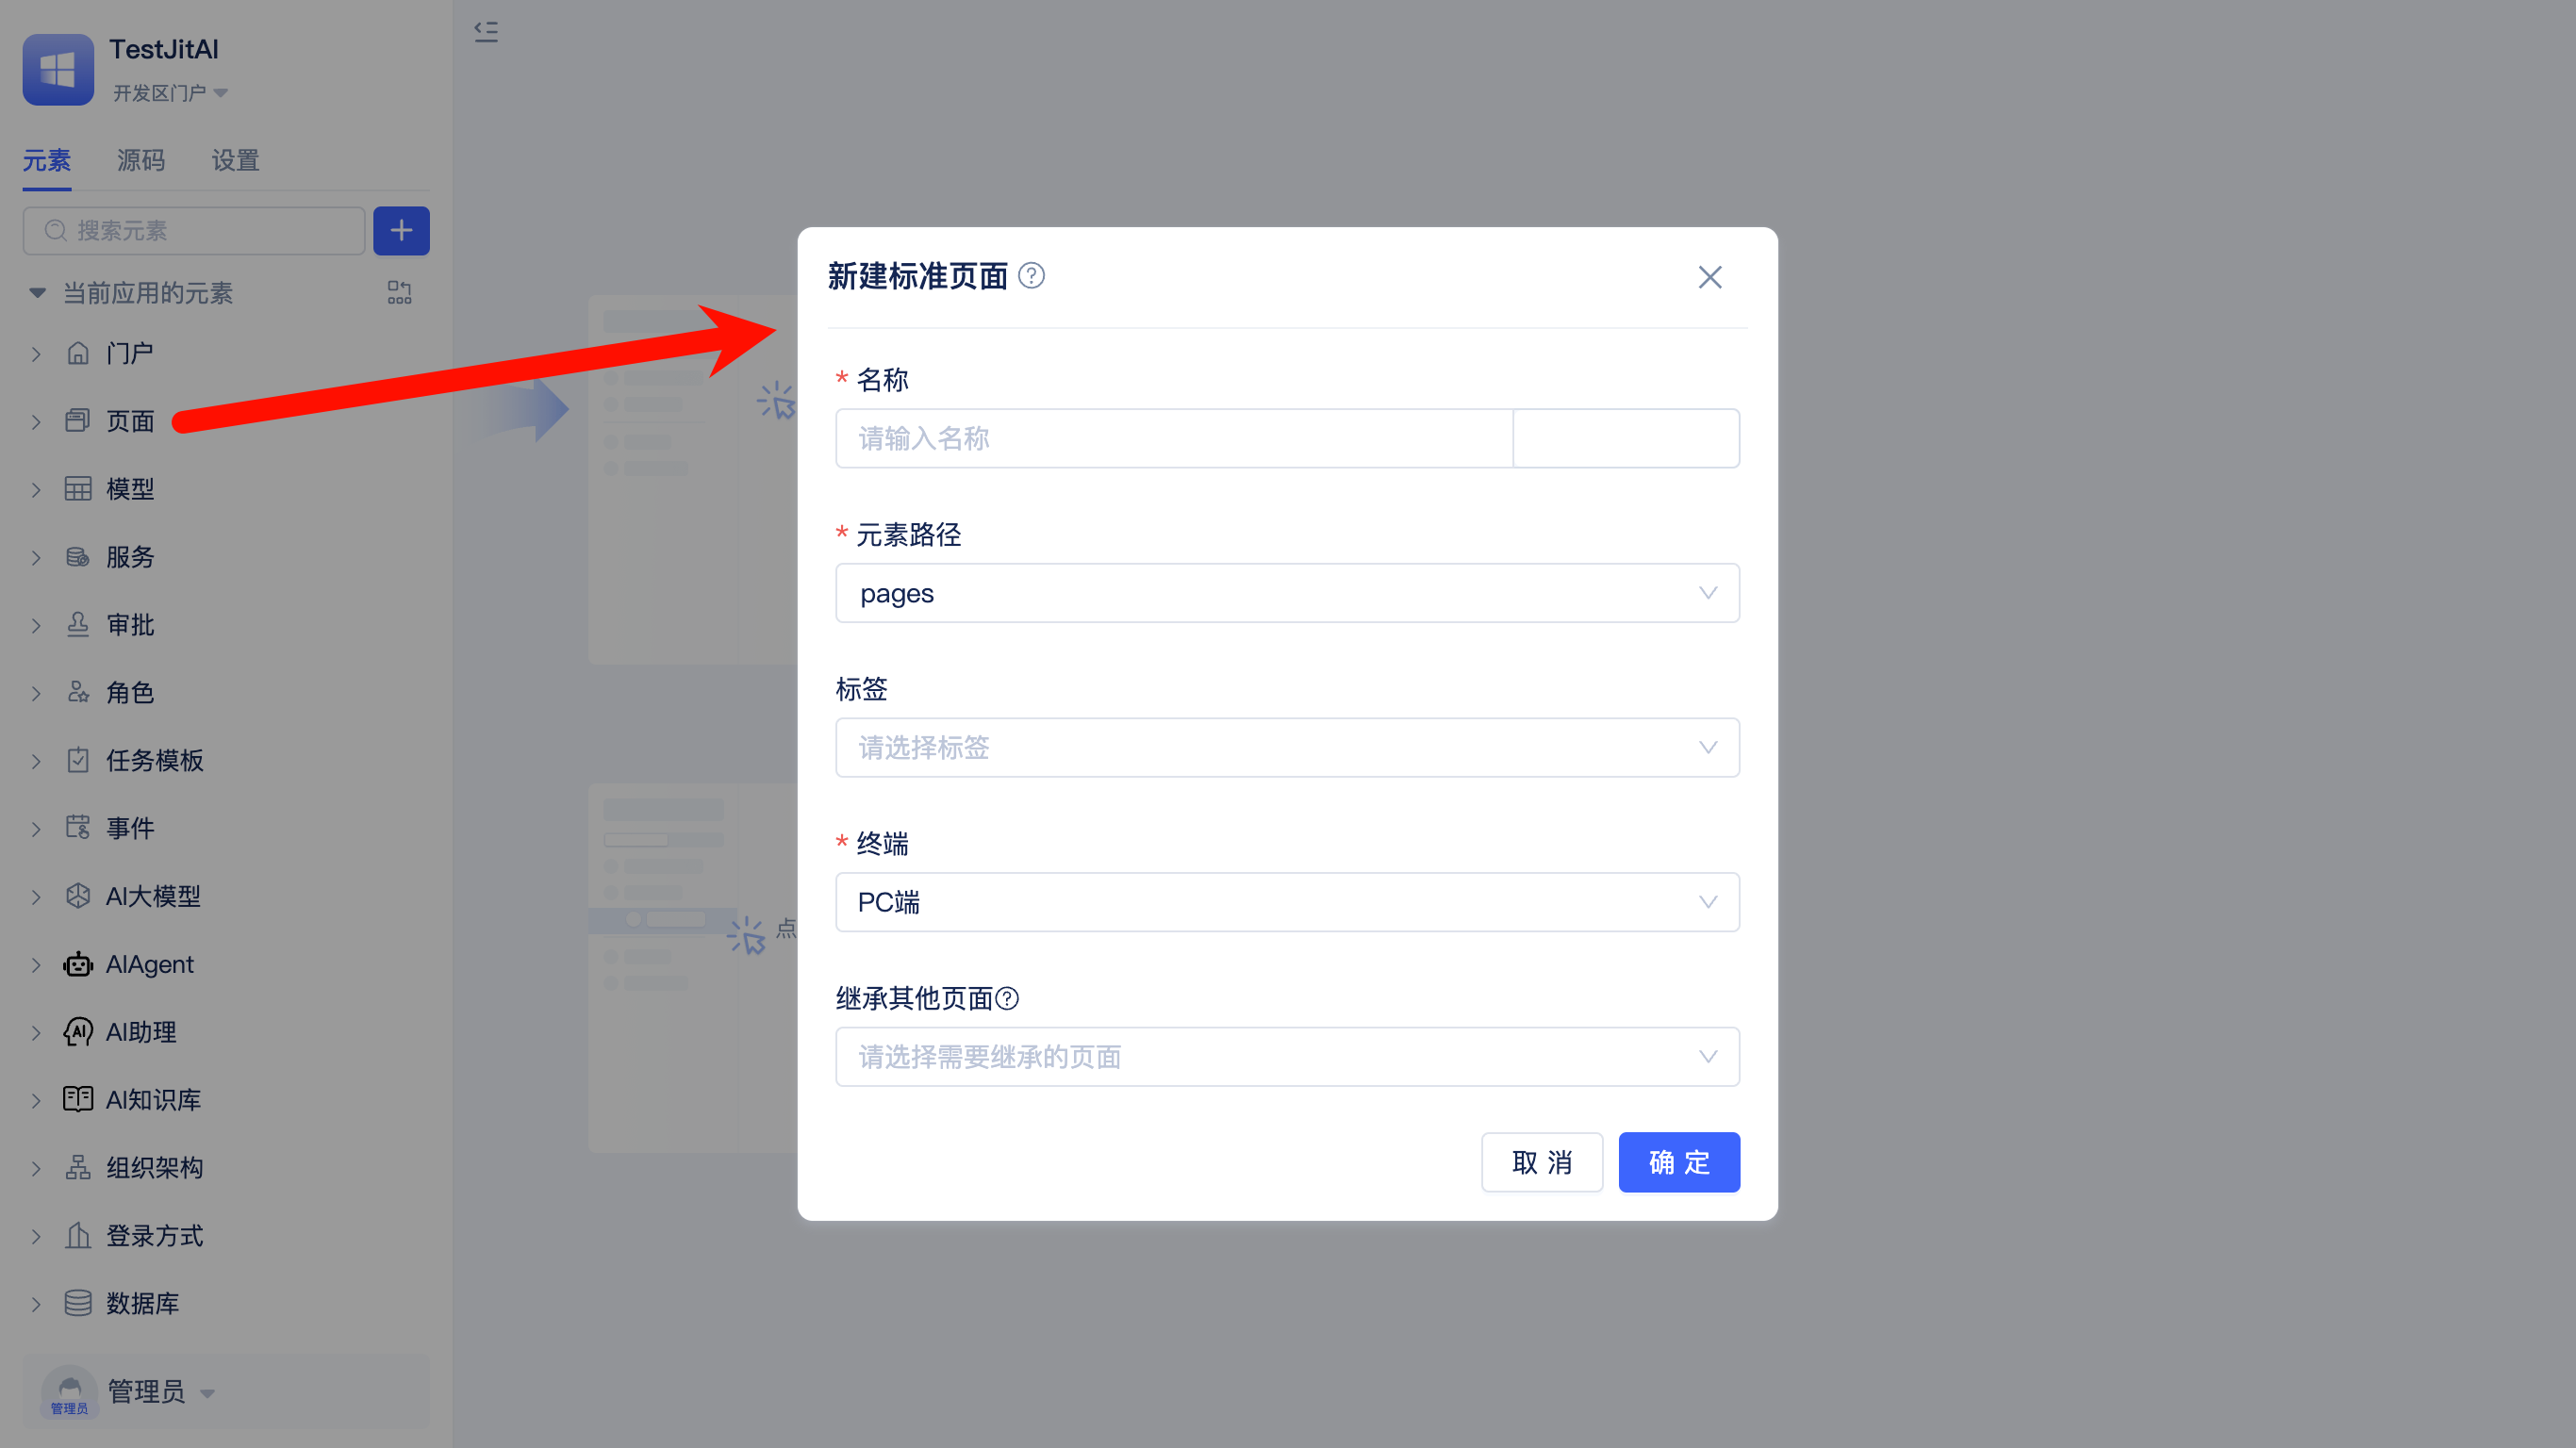 TestJitAI
开发区门户
元素 源码 设置
搜索元素
当前应用的元素
门户
页面
模型
服务
审批
角色
任务模板
事件
AI大模型
AIAgent
AI助理
AI知识库
组织架构
登录方式
数据库
管理员
管理员
点
新建标准页面
* 名称
请输入名称
* 元素路径
pages
标签
请选择标签
* 终端
PC端
继承其他页面
请选择需要继承的页面
取 消 确 定